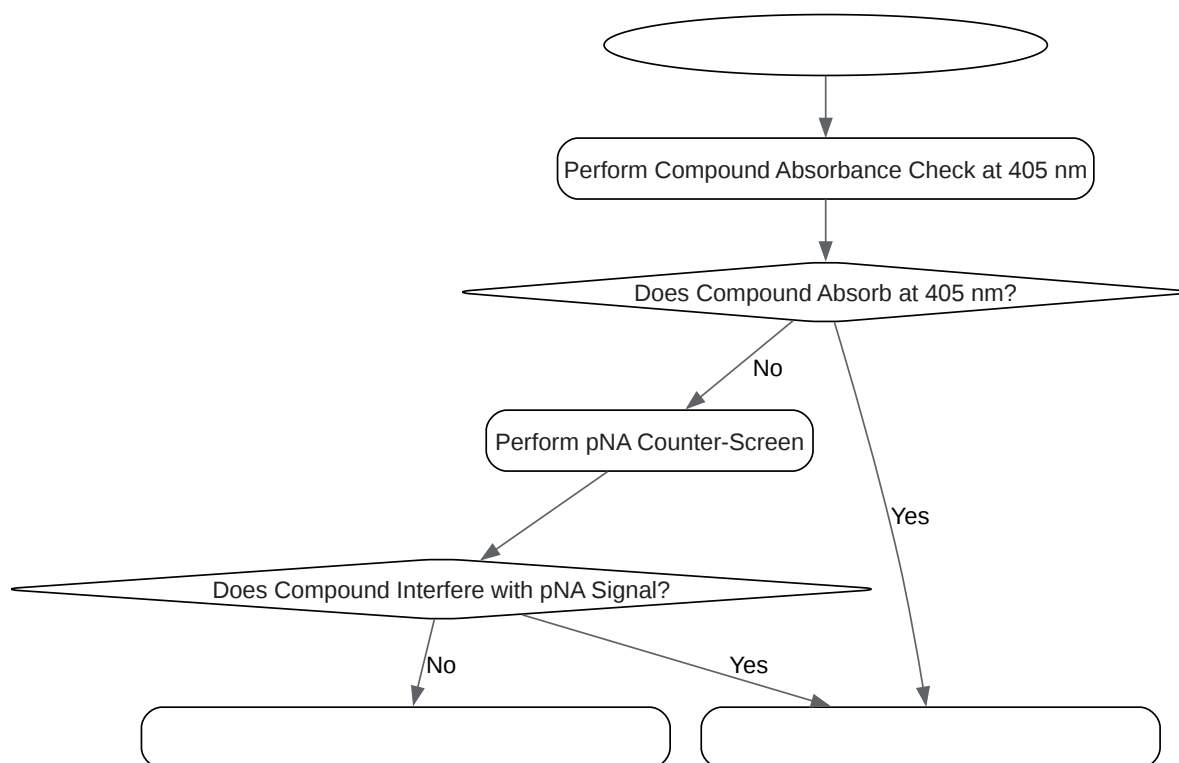 Perform Compound Absorbance Check at 405 nm
Does Compound Absorb at 405 nm?
No
Perform pNA Counter-Screen
Yes
Does Compound Interfere with pNA Signal?
No
Yes